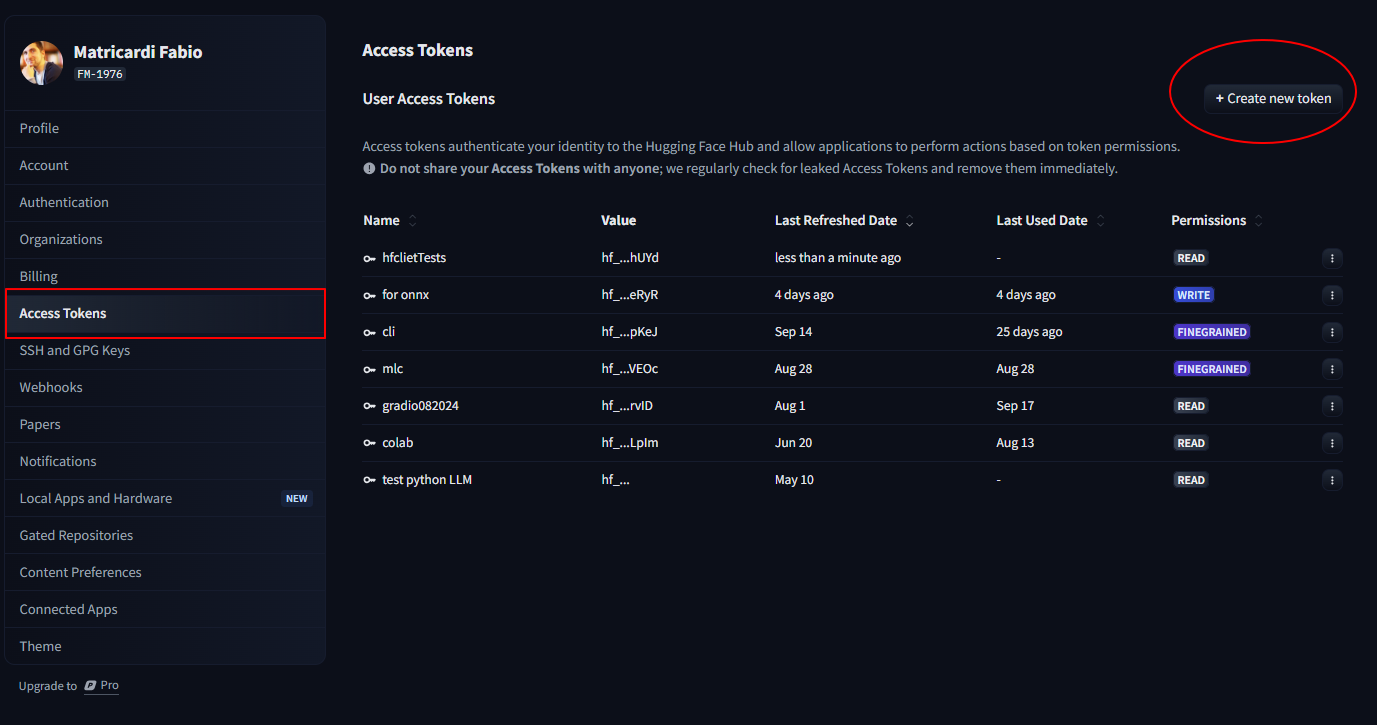 Matricardi Fabio
FM-1976
Profile
Account
Authentication
Organizations
Billing
Access Tokens
SSH and GPG Keys
Webhooks
Papers
Notifications
Local Apps and Hardware NEW
Gated Repositories
Content Preferences
Connected Apps
Theme
Upgrade to Pro
Access Tokens
User Access Tokens
+ Create new token
Access tokens authenticate your identity to the Hugging Face Hub and allow applications to perform actions based on token permissions.
Do not share your Access Tokens with anyone; we regularly check for leaked Access Tokens and remove them immediately.
Name Value Last Refreshed Date Last Used Date Permissions
hfclietTests hf_...hUYd less than a minute ago - READ
for onnx hf_...eRyR 4 days ago 4 days ago WRITE
cli hf_...pKeJ Sep 14 25 days ago FINEGRAINED
mlc hf_...VEOc Aug 28 Aug 28 FINEGRAINED
gradio082024 hf_...rvID Aug 1 Sep 17 READ
colab hf_...LpIm Jun 20 Aug 13 READ
test python LLM hf_... May 10 - READ